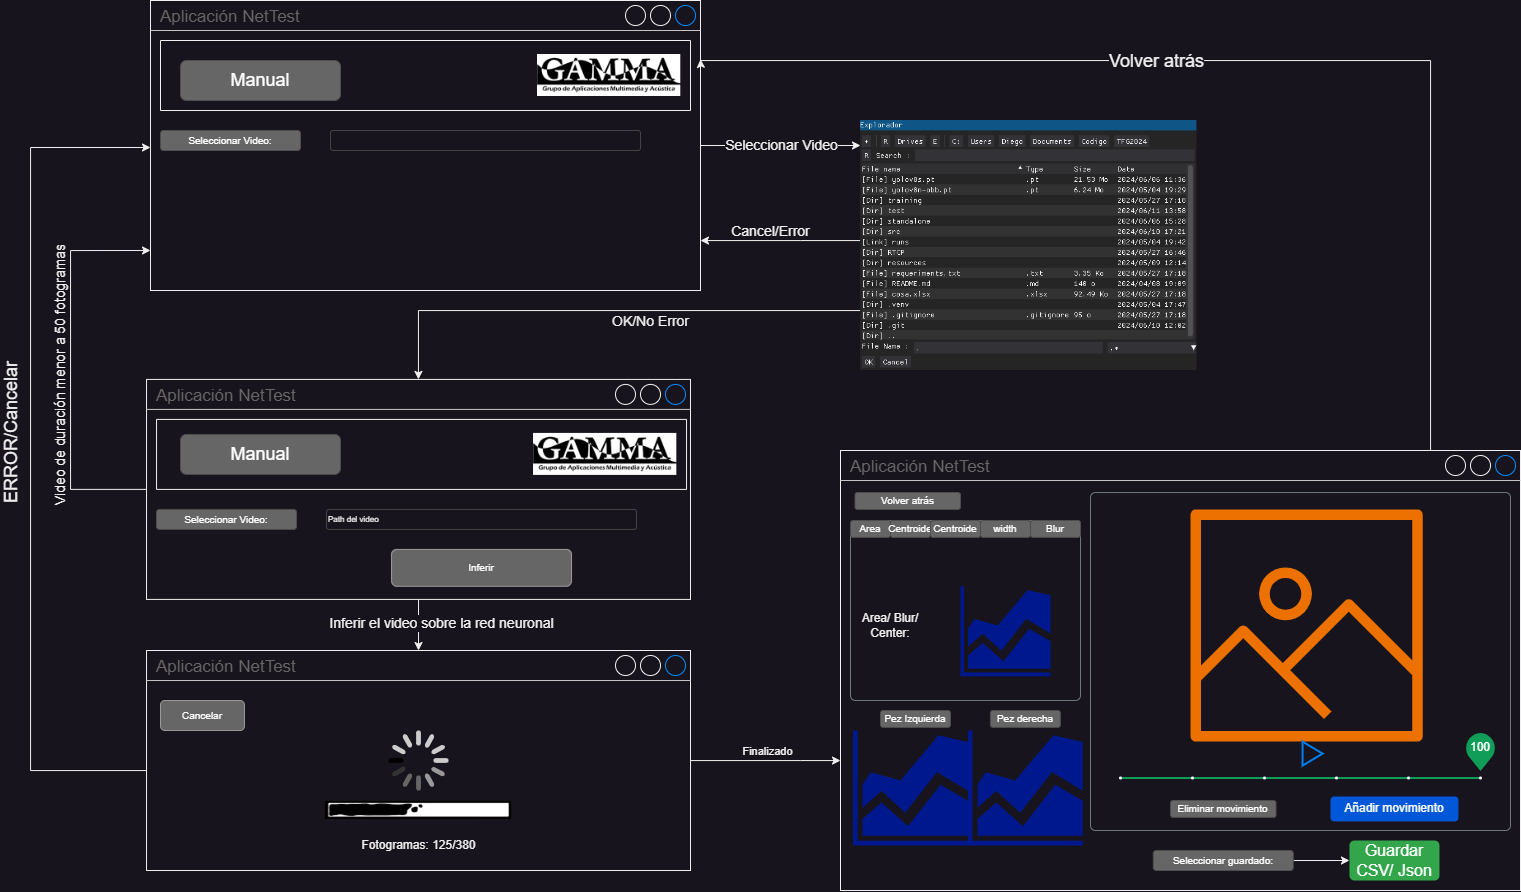 Aplicación NetTest
Manual
GAMMA
Grupo de Aplicaciones Multimedia y Acústica
Seleccionar Video:
Seleccionar Video
Cancel/Error
OK/No Error
Volver atrás
Explorador
+ R Drives E C: Users Diego Documents Codigo TFG2024
R Search :
File name Type Size Date
[File] yolov8s.pt .pt 21.53 Mo 2024/06/06 11:36
[File] yolov8n-obb.pt .pt 6.24 Mo 2024/05/04 19:29
[Dir] training 2024/05/27 17:18
[Dir] test 2024/06/11 13:58
[Dir] standalone 2024/06/06 15:28
[Dir] src 2024/06/10 17:21
[Link] runs 2024/05/04 19:42
[Dir] RTCP 2024/05/27 16:46
[Dir] resources 2024/05/09 12:14
[File] requeriments.txt .txt 3.35 Ko 2024/05/27 17:18
[File] README.md .md 140 o 2024/04/08 19:09
[File] cosa.xlsx .xlsx 92.49 Ko 2024/05/27 17:18
[Dir] .venv 2024/05/04 17:47
[File] .gitignore .gitignore 95 o 2024/05/27 17:18
[Dir] .git 2024/06/10 12:02
[Dir] ..
File Name : . .*
OK Cancel
ERROR/Cancelar
Video de duración menor a 50 fotogramas
Aplicación NetTest
Manual
GAMMA
Grupo de Aplicaciones Multimedia y Acústica
Seleccionar Video:
Path del video
Inferir
Inferir el video sobre la red neuronal
Aplicación NetTest
Cancelar
Fotogramas: 125/380
Finalizado
Aplicación NetTest
Volver atrás
Area Centroide Centroide width Blur
Area/ Blur/
Center:
Pez Izquierda
Pez derecha
100
Eliminar movimiento
Añadir movimiento
Seleccionar guardado:
Guardar
CSV/ Json